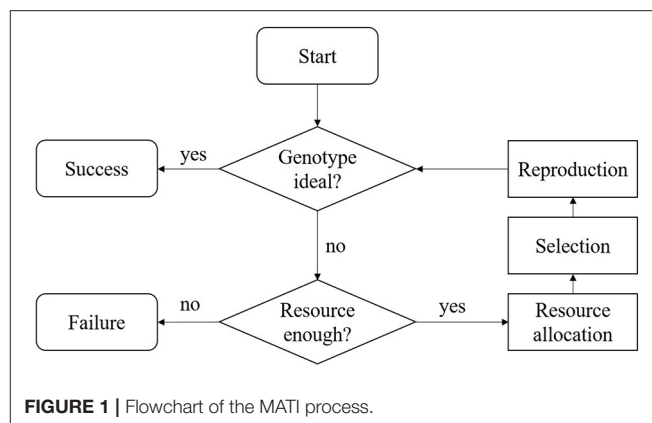 Start
yes
Success
Genotype
ideal?
Reproduction
no
Selection
no
Failure
Resource
enough?
yes
Resource
allocation
FIGURE 1 | Flowchart of the MATI process.